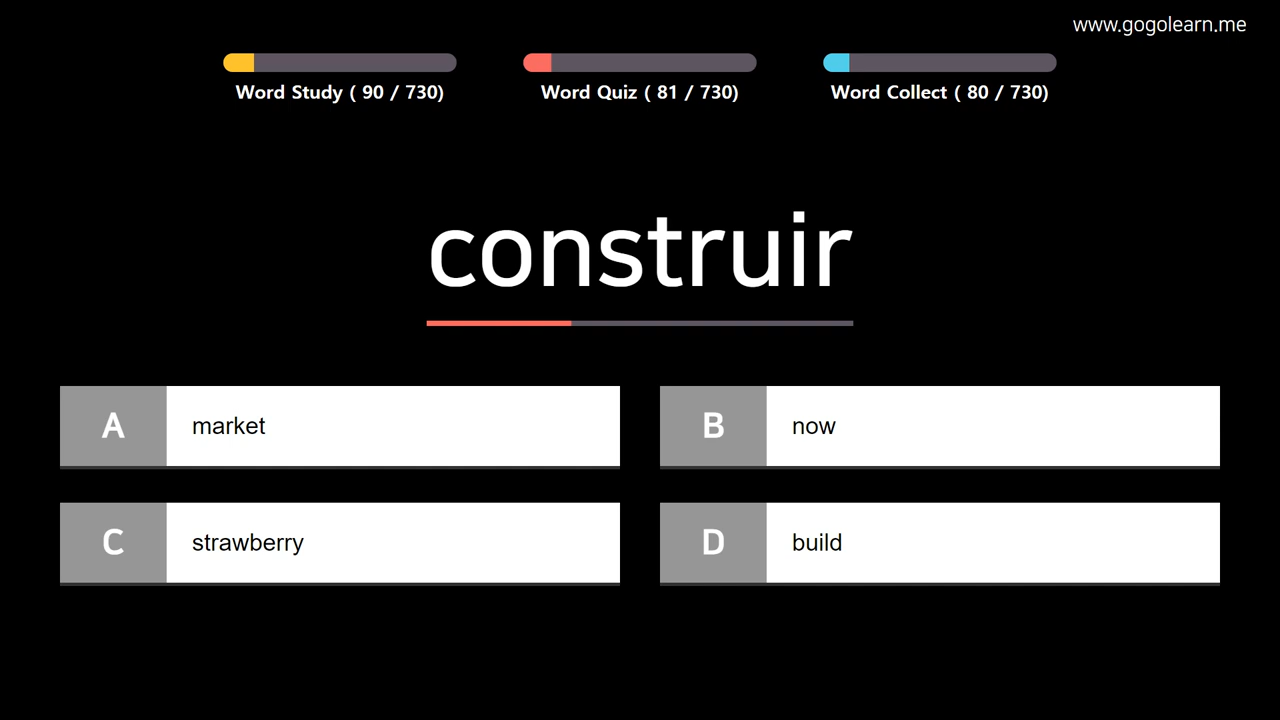 www.gogolearn.me
Word Study ( 90 / 730)
Word Quiz ( 81 / 730)
Word Collect ( 80 / 730)
construir
A market
B now
C strawberry
D build